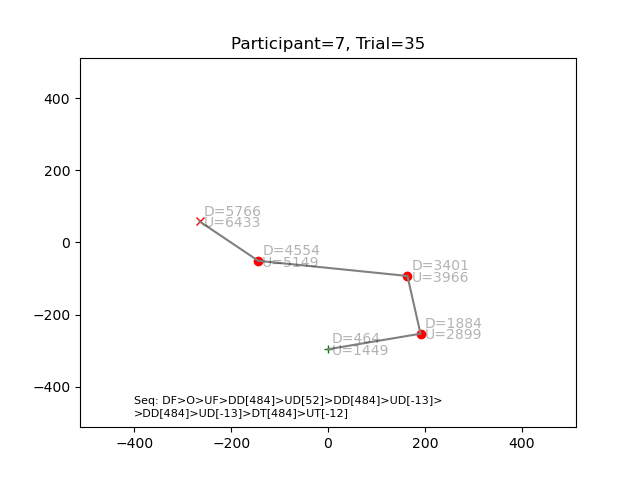 Participant=7, Trial=35
400
200
0
−200
−400
D=5766
U=6433
D=4554
U=5149
D=3401
U=3966
D=1884
U=2899
D=464
U=1449
Seq: DF>O>UF>DD[484]>UD[52]>DD[484]>UD[-13]>
>DD[484]>UD[-13]>DT[484]>UT[-12]
−400 −200 0 200 400